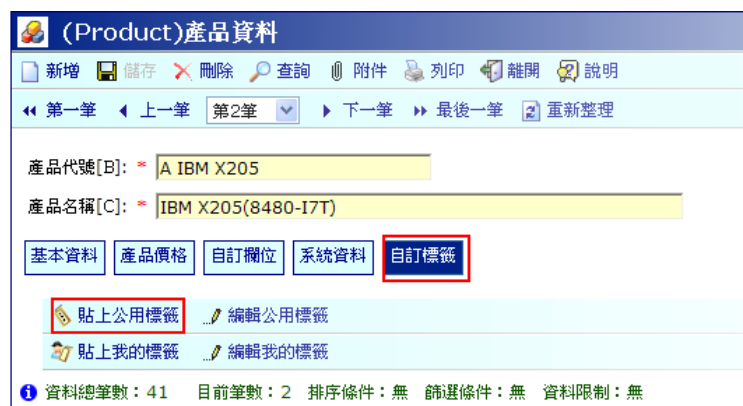 (Product)產品資料
新增 儲存 刪除 查詢 附件 列印 離開 說明
第一筆 上一筆 第2筆 下一筆 最後一筆 重新整理
產品代號[B]: * A IBM X205
產品名稱[C]: * IBM X205(8480-I7T)
基本資料 產品價格 自訂欄位 系統資料 自訂標籤
貼上公用標籤 編輯公用標籤
貼上我的標籤 編輯我的標籤
資料總筆數：41 目前筆數：2 排序條件：無 篩選條件：無 資料限制：無